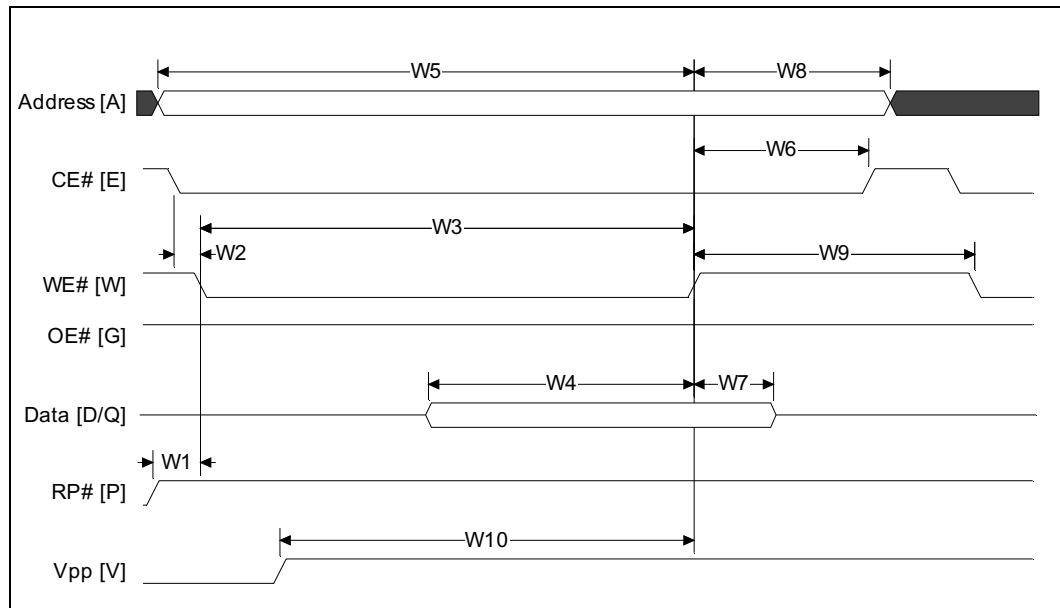 W5
W8
Address [A]
W6
CE# [E]
W3
W2
W9
WE# [W]
OE# [G]
W4
W7
Data [D/Q]
W1
RP# [P]
W10
Vpp [V]